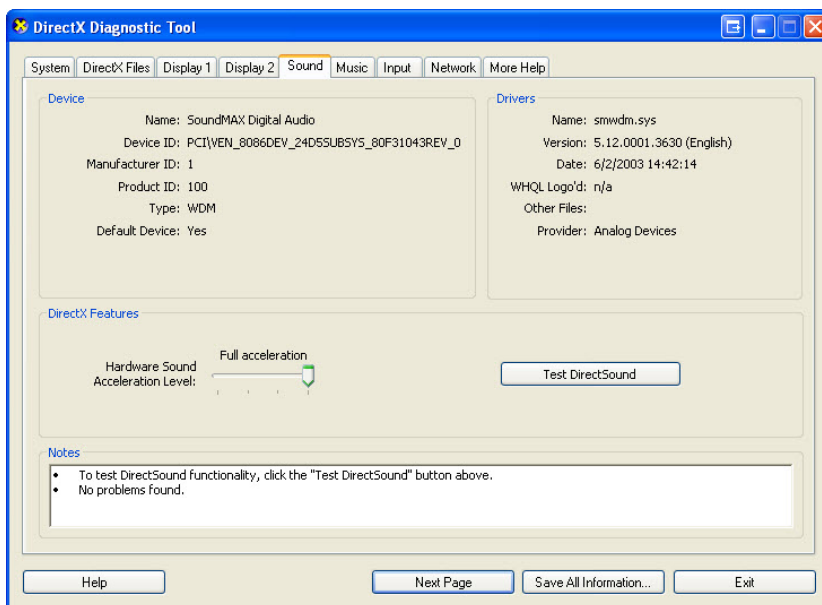 DirectX Diagnostic Tool
System DirectX Files Display 1 Display 2 Sound Music Input Network More Help
Device
Name: SoundMAX Digital Audio
Device ID: PCI\VEN_8086DEV_24D5SUBSYS_80F31043REV_0
Manufacturer ID: 1
Product ID: 100
Type: WDM
Default Device: Yes
Drivers
Name: smwdm.sys
Version: 5.12.0001.3630 (English)
Date: 6/2/2003 14:42:14
WHQL Logo'd: n/a
Other Files:
Provider: Analog Devices
DirectX Features
Full acceleration
Hardware Sound
Acceleration Level:
Test DirectSound
Notes
• To test DirectSound functionality, click the "Test DirectSound" button above.
• No problems found.
Help Next Page Save All Information... Exit